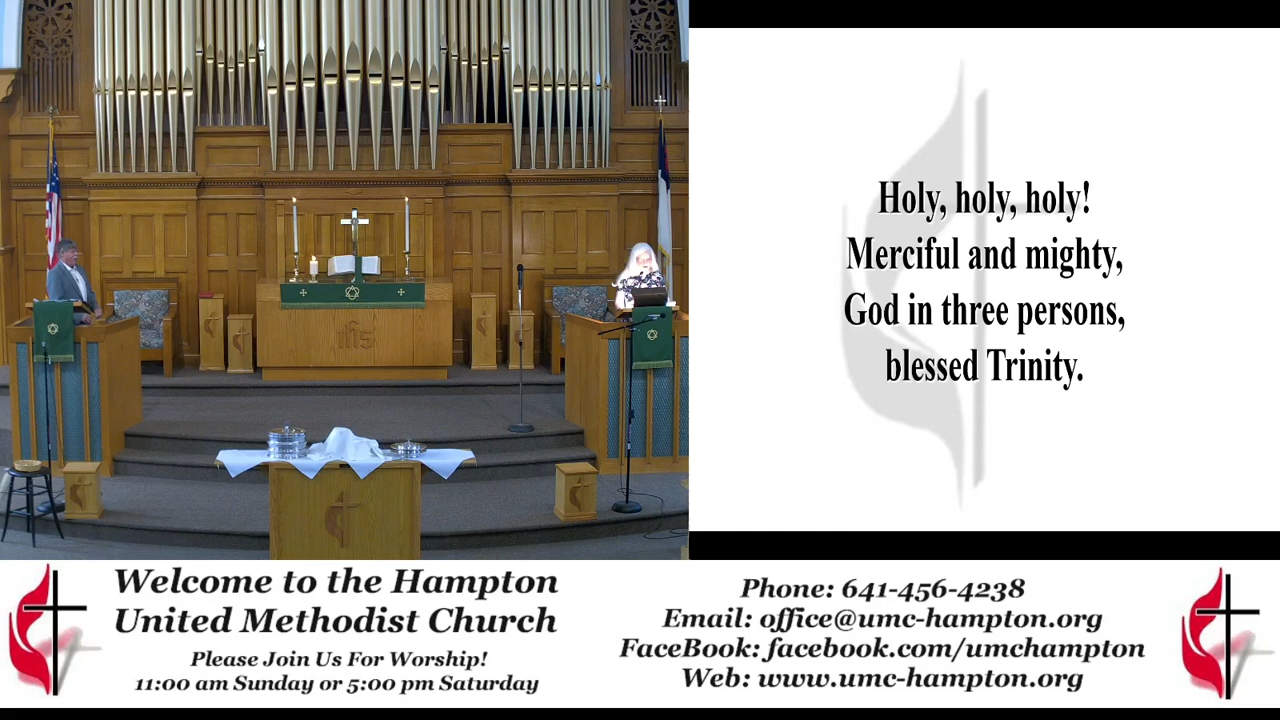 Holy, holy, holy!
Merciful and mighty,
God in three persons,
blessed Trinity.
ihs
Welcome to the Hampton
United Methodist Church
Please Join Us For Worship!
11:00 am Sunday or 5:00 pm Saturday
Phone: 641-456-4238
Email: office@umc-hampton.org
FaceBook: facebook.com/umchampton
Web: www.umc-hampton.org